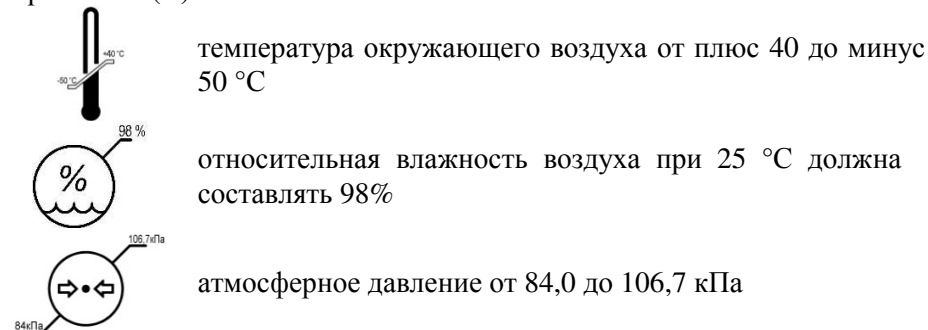 +40 °C
-50 °C
температура окружающего воздуха от плюс 40 до минус
50 °С
98 %
%
относительная влажность воздуха при 25 °С должна
составлять 98%
106,7кПа
атмосферное давление от 84,0 до 106,7 кПа
84кПа